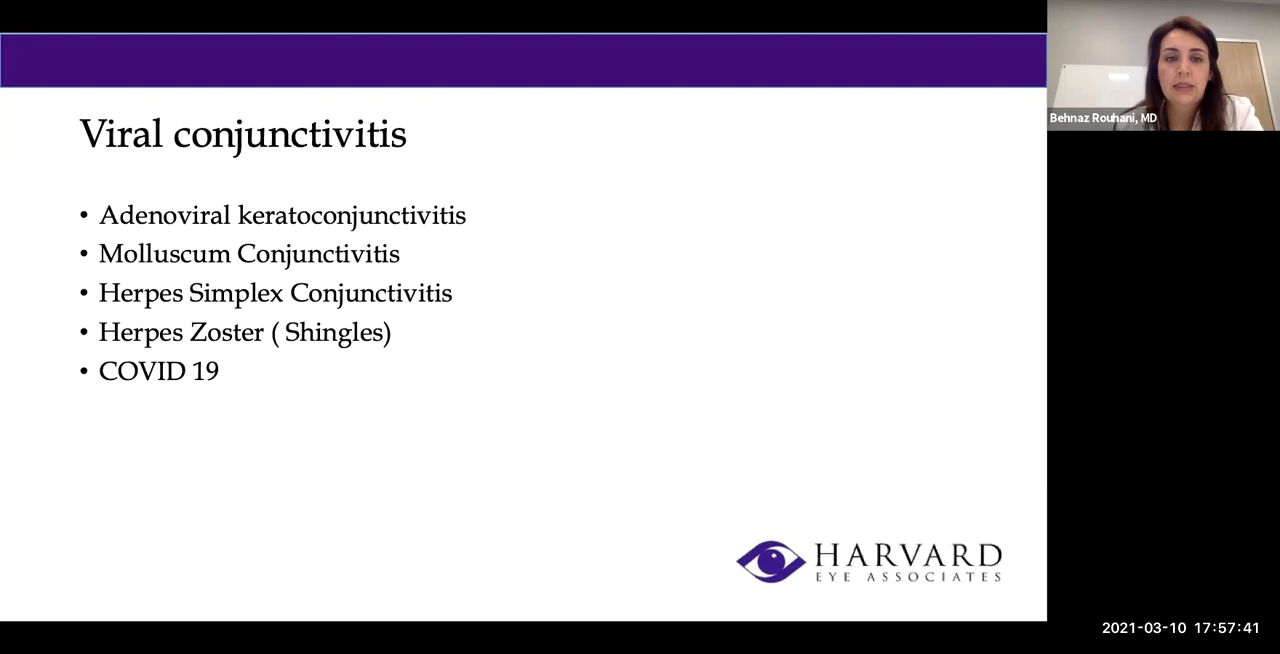 Viral conjunctivitis
• Adenoviral keratoconjunctivitis
• Molluscum Conjunctivitis
• Herpes Simplex Conjunctivitis
• Herpes Zoster ( Shingles)
• COVID 19
HARVARD
EYE ASSOCIATES
Behnaz Rouhani, MD
2021-03-10 17:57:41